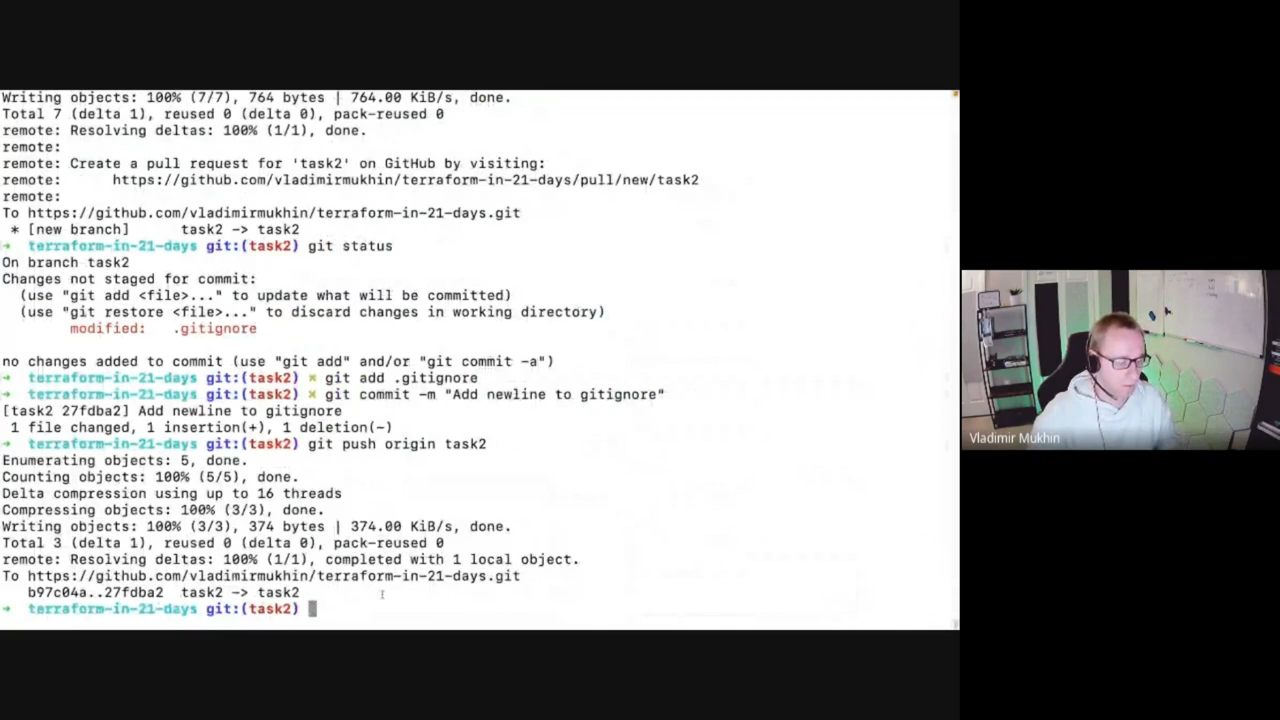 Writing objects: 100% (7/7), 764 bytes | 764.00 KiB/s, done.
Total 7 (delta 1), reused 0 (delta 0), pack-reused 0
remote: Resolving deltas: 100% (1/1), done.
remote:
remote: Create a pull request for 'task2' on GitHub by visiting:
remote:      https://github.com/vladimirmukhin/terraform-in-21-days/pull/new/task2
remote:
To https://github.com/vladimirmukhin/terraform-in-21-days.git
 * [new branch]      task2 -> task2
➜  terraform-in-21-days git:(task2) git status
On branch task2
Changes not staged for commit:
  (use "git add <file>..." to update what will be committed)
  (use "git restore <file>..." to discard changes in working directory)
        modified:   .gitignore
no changes added to commit (use "git add" and/or "git commit -a")
➜  terraform-in-21-days git:(task2) ✗ git add .gitignore
➜  terraform-in-21-days git:(task2) ✗ git commit -m "Add newline to gitignore"
[task2 27fdba2] Add newline to gitignore
 1 file changed, 1 insertion(+), 1 deletion(-)
➜  terraform-in-21-days git:(task2) git push origin task2
Enumerating objects: 5, done.
Counting objects: 100% (5/5), done.
Delta compression using up to 16 threads
Compressing objects: 100% (3/3), done.
Writing objects: 100% (3/3), 374 bytes | 374.00 KiB/s, done.
Total 3 (delta 1), reused 0 (delta 0), pack-reused 0
remote: Resolving deltas: 100% (1/1), completed with 1 local object.
To https://github.com/vladimirmukhin/terraform-in-21-days.git
   b97c04a..27fdba2  task2 -> task2
➜  terraform-in-21-days git:(task2)
Vladimir Mukhin